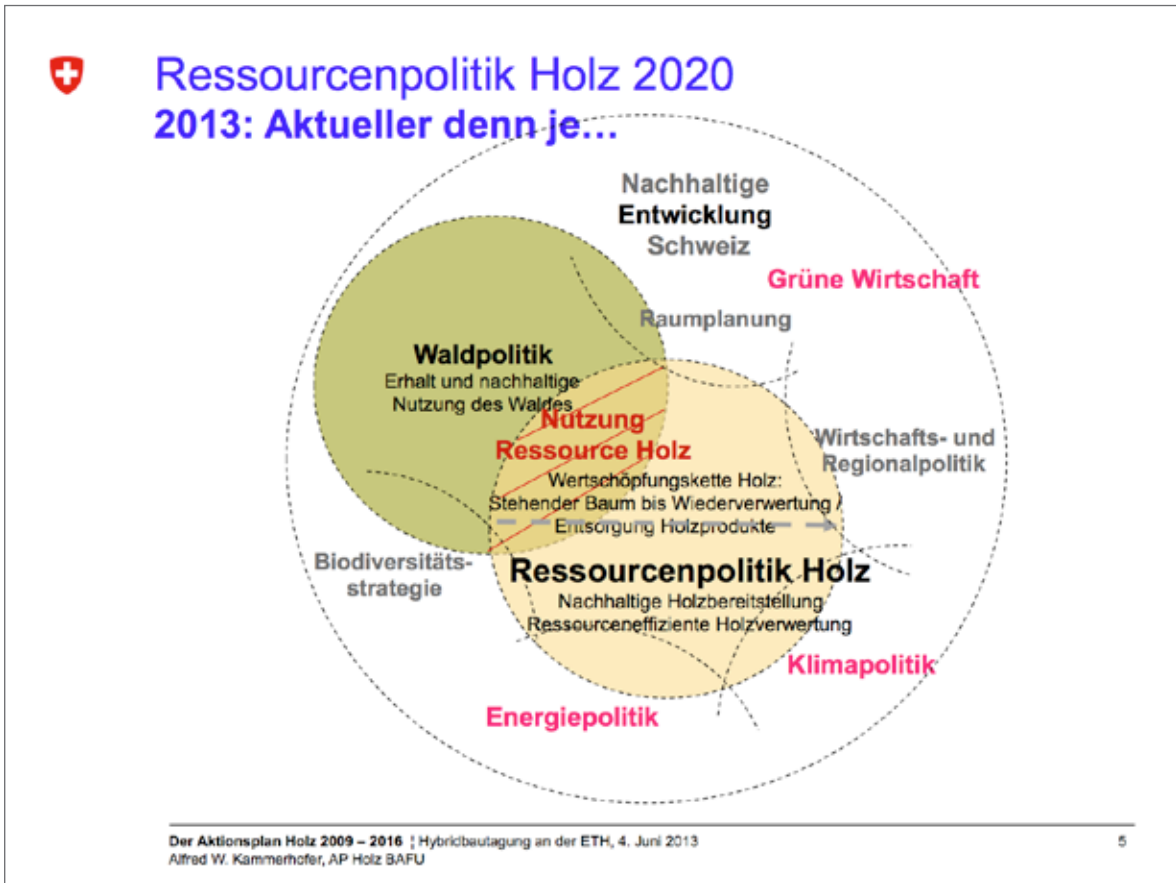 Ressourcenpolitik Holz 2020
2013: Aktueller denn je…
Nachhaltige
Entwicklung
Schweiz
Grüne Wirtschaft
Raumplanung
Waldpolitik
Erhalt und nachhaltige
Nutzung des Waldes
Nutzung
Ressource Holz
Wirtschafts- und
Regionalpolitik
Wertschöpfungskette Holz:
Stehender Baum bis Wiederverwertung /
Entsorgung Holzprodukte
Biodiversitäts-
strategie
Ressourcenpolitik Holz
Nachhaltige Holzbereitstellung
Ressourceneffiziente Holzverwertung
Klimapolitik
Energiepolitik
Der Aktionsplan Holz 2009 – 2016 ¦ Hybridbautagung an der ETH, 4. Juni 2013
Alfred W. Kammerhofer, AP Holz BAFU
5